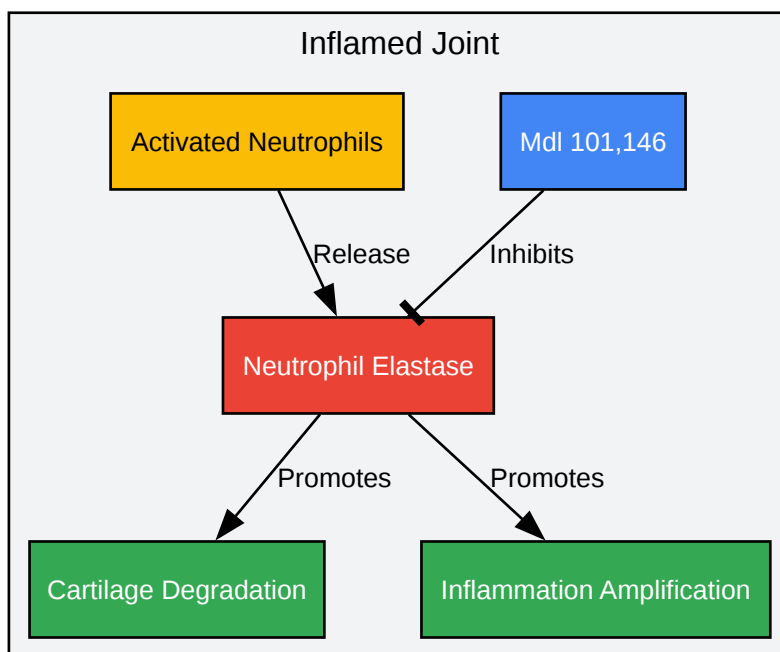 Inflamed Joint
Activated Neutrophils
Mdl 101,146
Release
Inhibits
Neutrophil Elastase
Promotes
Promotes
Cartilage Degradation
Inflammation Amplification